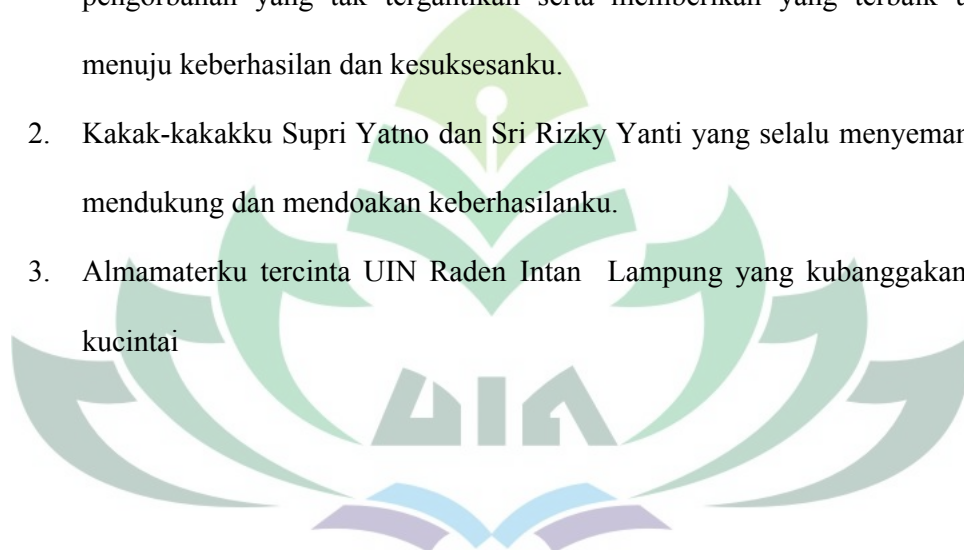 pengorbanan yang tak tergantikan serta memberikan yang terbaik
menuju keberhasilan dan kesuksesanku.
2. Kakak-kakakku Supri Yatno dan Sri Rizky Yanti yang selalu
mendukung dan mendoakan keberhasilanku.
3. Almamaterku tercinta UIN Raden Intan Lampung yang kubanggakan
kucintai
UIN